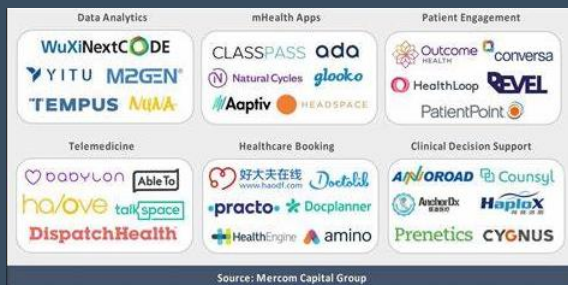 Data Analytics
WuXiNextCODE
YITU M2GEN
TEMPUS NUNA
mHealth Apps
CLASSPASS ada
Natural Cycles glooko
Aaptiv HEADSPACE
Patient Engagement
Outcome HEALTH conversa
HealthLoop REVEL
PatientPoint
Telemedicine
babylon AbleTo
talkspace
DispatchHealth
Healthcare Booking
好大夫在线 Doctolib
www.haodf.com
practo Docplanner
HealthEngine amino
Clinical Decision Support
ANNOROAD Counsyl
AnchorDx HaploX
Prenetics CYGNUS
Source: Mercom Capital Group